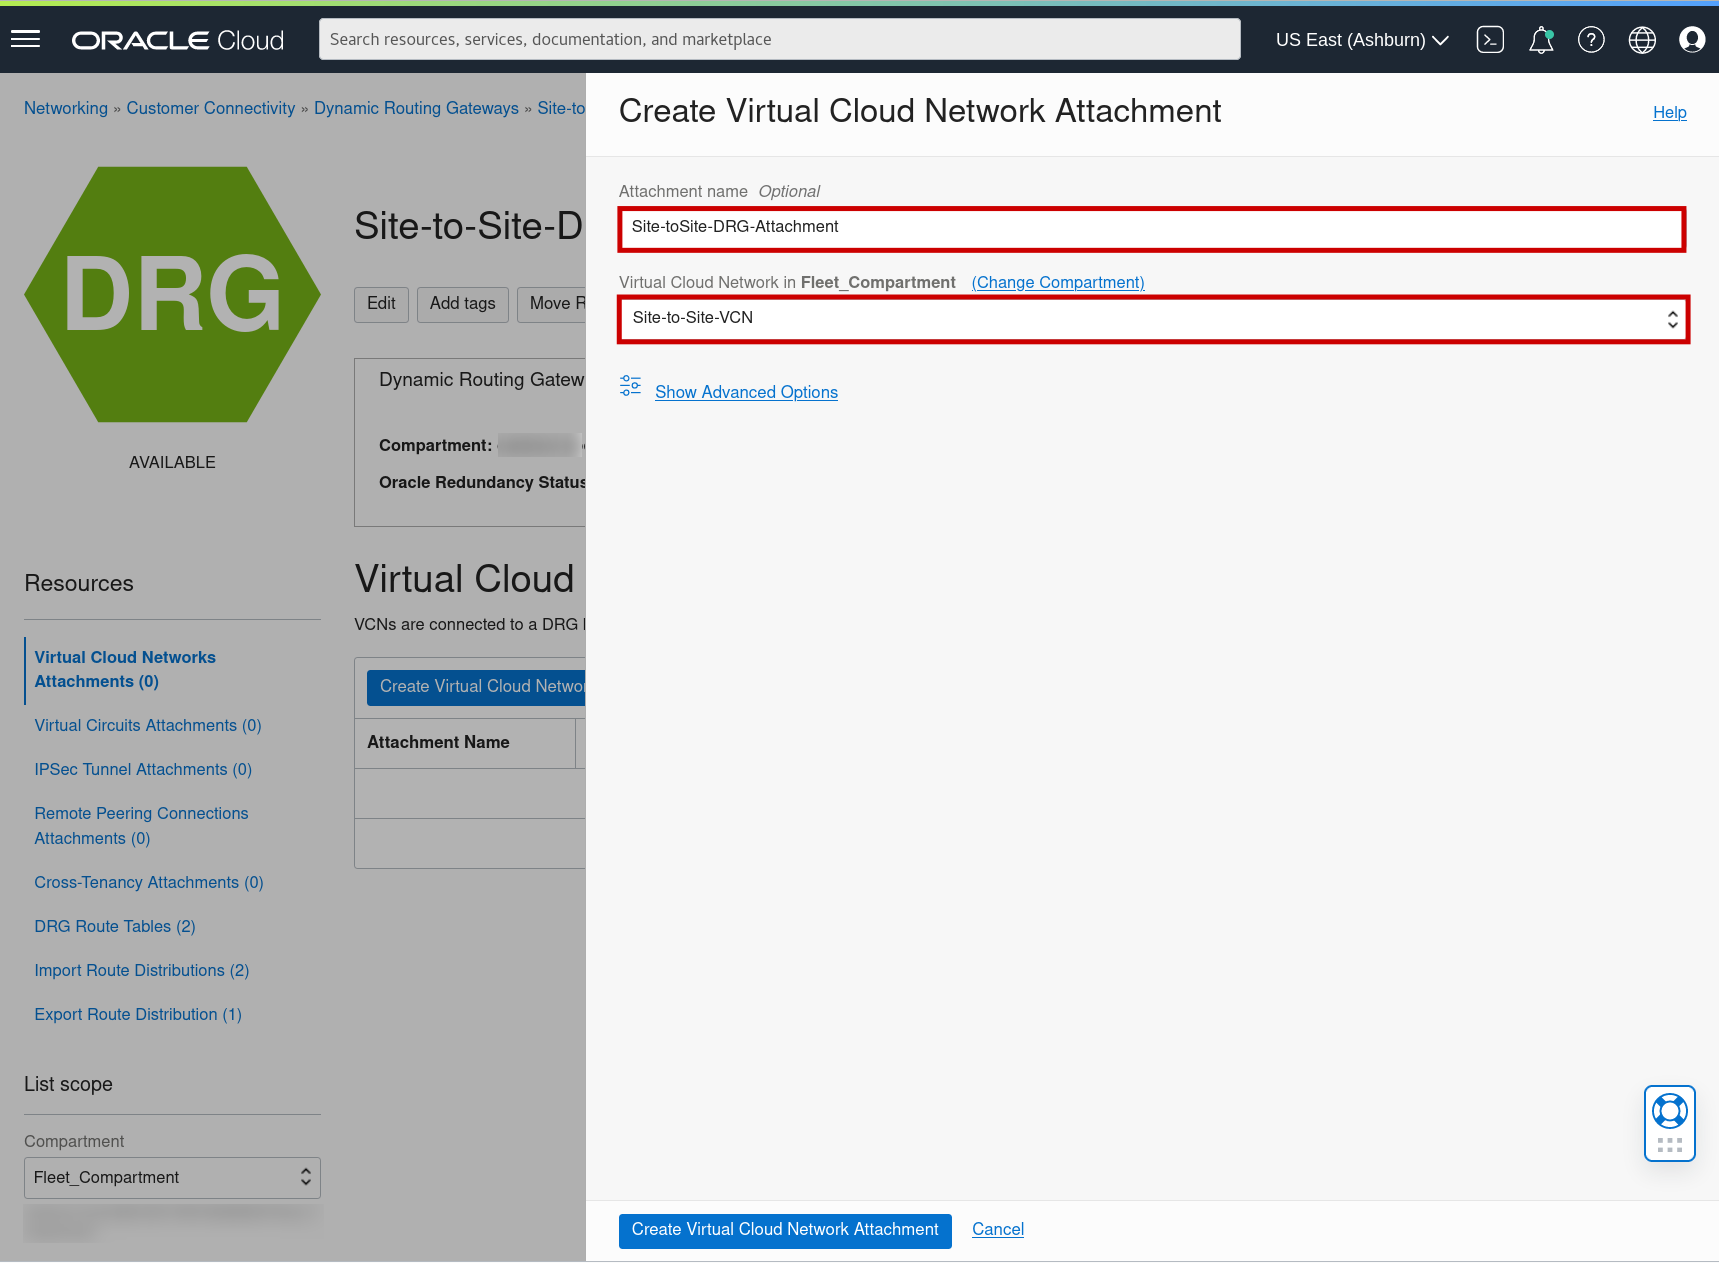 ORACLE Cloud
Search resources, services, documentation, and marketplace
US East (Ashburn)
Networking » Customer Connectivity » Dynamic Routing Gateways » Site-to
DRG
AVAILABLE
Site-to-Site-D
Edit
Add tags
Move R
Dynamic Routing Gatew
Compartment:
Oracle Redundancy Status
Resources
Virtual Cloud Networks
Attachments (0)
Virtual Circuits Attachments (0)
IPSec Tunnel Attachments (0)
Remote Peering Connections
Attachments (0)
Cross-Tenancy Attachments (0)
DRG Route Tables (2)
Import Route Distributions (2)
Export Route Distribution (1)
List scope
Compartment
Fleet_Compartment
Virtual Cloud
VCNs are connected to a DRG
Create Virtual Cloud Networ
Attachment Name
Create Virtual Cloud Network Attachment
Help
Attachment name Optional
Site-toSite-DRG-Attachment
Virtual Cloud Network in Fleet_Compartment (Change Compartment)
Site-to-Site-VCN
Show Advanced Options
Create Virtual Cloud Network Attachment
Cancel